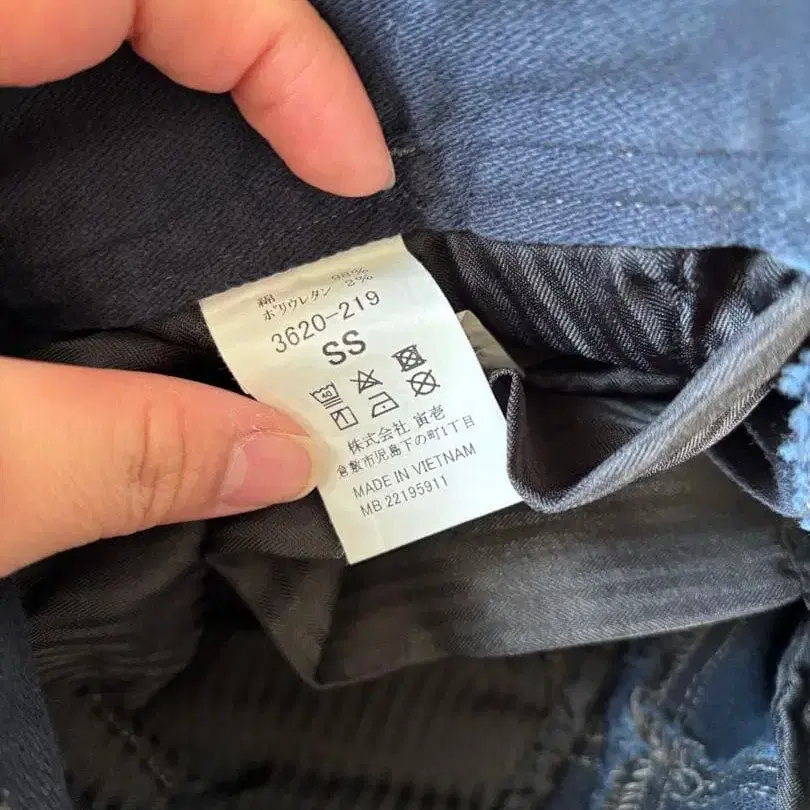 綿 98%
ポリウレタン 2%
3620-219
SS
40
株式会社 寅壱
倉敷市児島下の町1丁目
MADE IN VIETNAM
MB 22195911